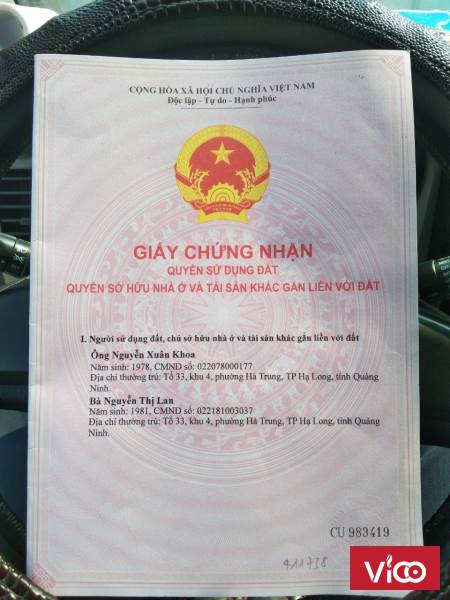 CỘNG HÒA XÃ HỘI CHỦ NGHĨA VIỆT NAM
Độc lập - Tự do - Hạnh phúc
GIẤY CHỨNG NHẬN
QUYỀN SỬ DỤNG ĐẤT
QUYỀN SỞ HỮU NHÀ Ở VÀ TÀI SẢN KHÁC GẮN LIỀN VỚI ĐẤT
I. Người sử dụng đất, chủ sở hữu nhà ở và tài sản khác gắn liền với đất
Ông Nguyễn Xuân Khoa
Năm sinh: 1978, CMND số: 022078000177
Địa chỉ thường trú: Tổ 33, khu 4, phường Hà Trung, TP Hạ Long, tỉnh Quảng
Ninh.
Bà Nguyễn Thị Lan
Năm sinh: 1981, CMND số: 022181003037
Địa chỉ thường trú: Tổ 33, khu 4, phường Hà Trung, TP Hạ Long, tỉnh Quảng
Ninh.
CU 983419
411738
ViCO